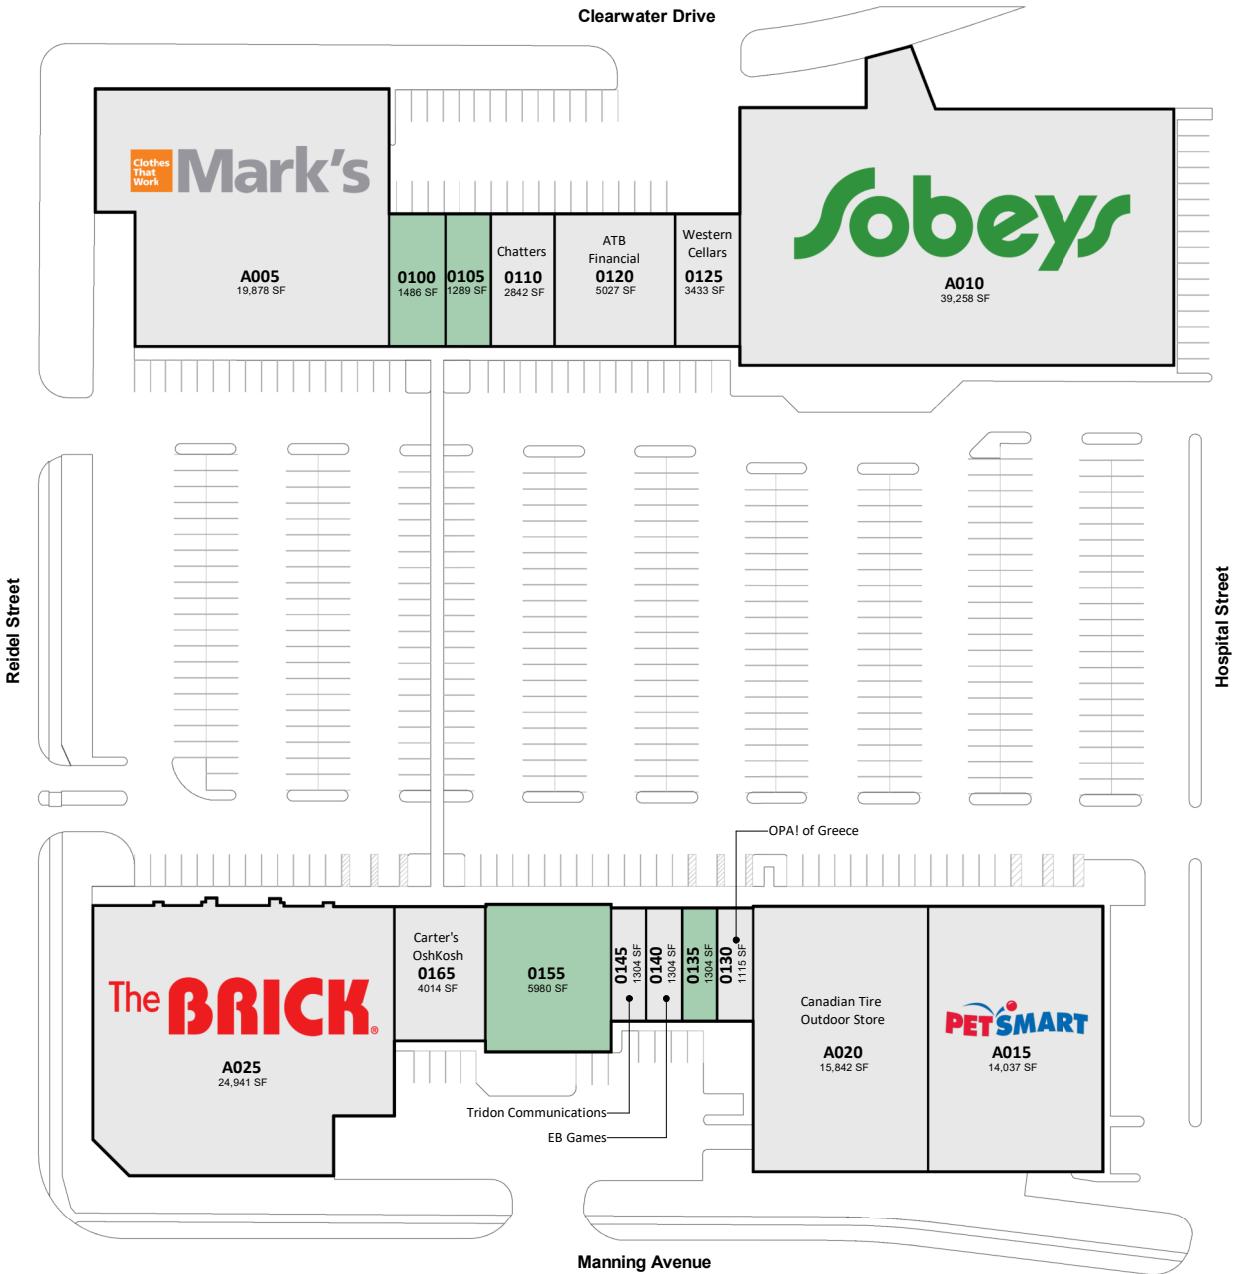 Clearwater Drive
Clothes
That
Work
Mark's
A005
19,878 SF
0100
1486 SF
0105
1289 SF
Chatters
0110
2842 SF
ATB
Financial
0120
5027 SF
Western
Cellars
0125
3433 SF
Sobeys
A010
39,258 SF
Reidel Street
Hospital Street
OPA! of Greece
The BRICK®
A025
24,941 SF
Carter's
OshKosh
0165
4014 SF
0155
5980 SF
0145
1304 SF
0140
1304 SF
0135
1304 SF
0130
1115 SF
Canadian Tire
Outdoor Store
A020
15,842 SF
PETSMART
A015
14,037 SF
Tridon Communications
EB Games
Manning Avenue